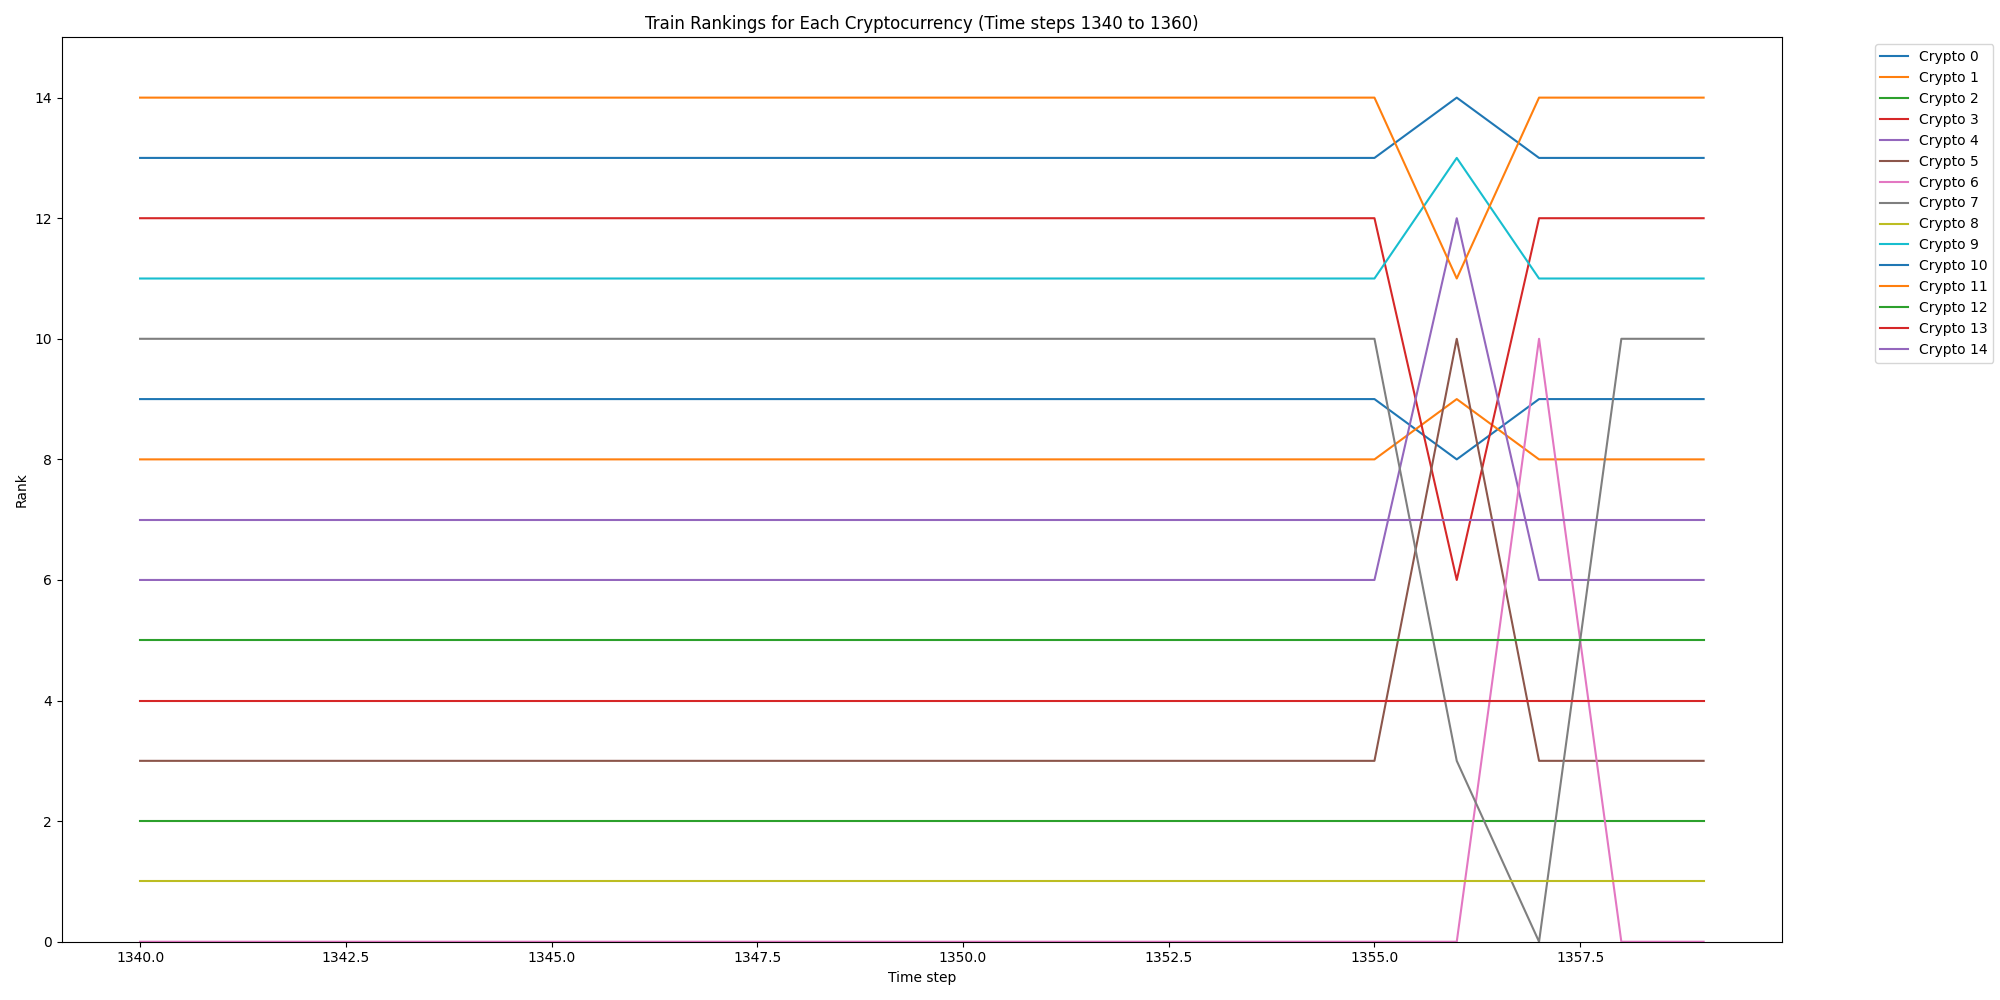 Train Rankings for Each Cryptocurrency (Time steps 1340 to 1360)
14
12
10
8
6
4
2
0
Rank
1340.0 1342.5 1345.0 1347.5 1350.0 1352.5 1355.0 1357.5
Time step
Crypto 0
Crypto 1
Crypto 2
Crypto 3
Crypto 4
Crypto 5
Crypto 6
Crypto 7
Crypto 8
Crypto 9
Crypto 10
Crypto 11
Crypto 12
Crypto 13
Crypto 14